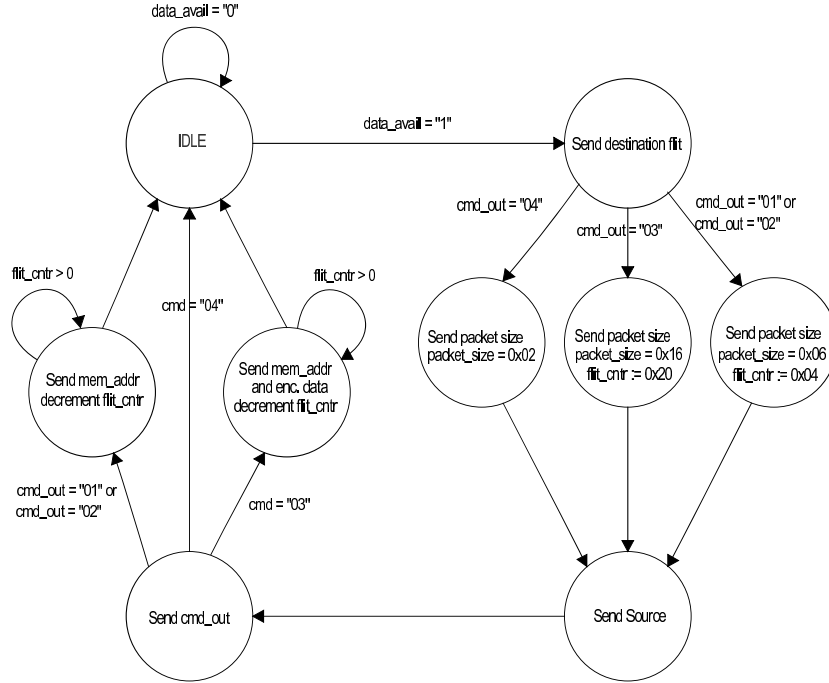 data_avail = "0"
IDLE
data_avail = "1"
Send destination flit
cmd_out = "04"
cmd_out = "03"
cmd_out = "01" or
cmd_out = "02"
flit_cntr > 0
cmd = "04"
flit_cntr > 0
Send mem_addr
decrement flit_cntr
Send mem_addr
and enc. data
decrement flit_cntr
Send packet size
packet_size = 0x02
Send packet size
packet_size = 0x16
flit_cntr := 0x20
Send packet size
packet_size = 0x06
flit_cntr := 0x04
cmd_out = "01" or
cmd_out = "02"
cmd = "03"
Send cmd_out
Send Source